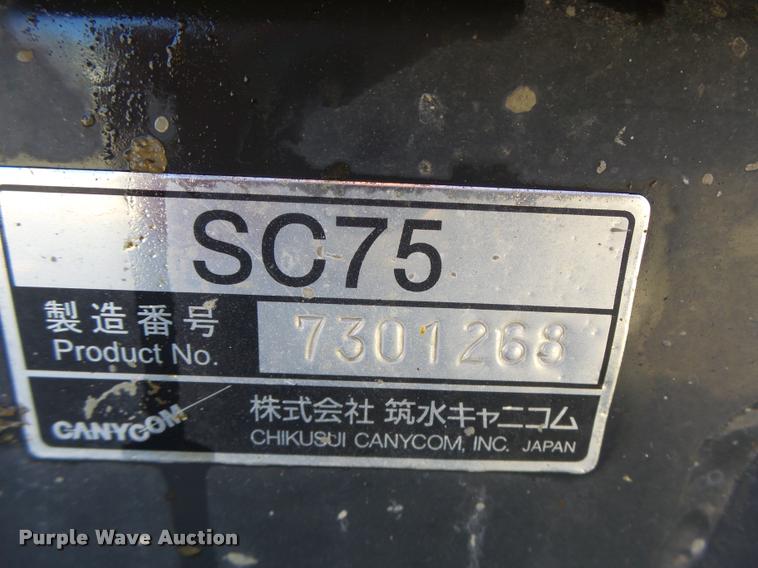 SC75
製造番号
Product No. 7301268
CANYCOM
株式会社 筑水キャニコム
CHIKUSUI CANYCOM, INC. JAPAN
Purple Wave Auction